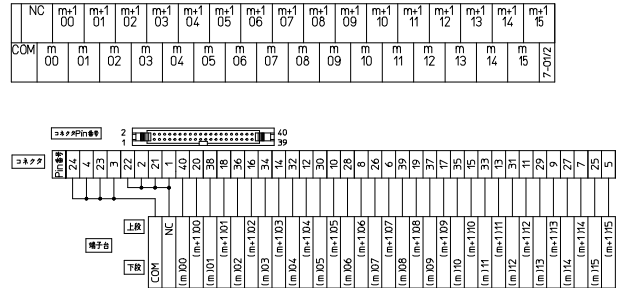 NC m+1 00 m+1 01 m+1 02 m+1 03 m+1 04 m+1 05 m+1 06 m+1 07 m+1 08 m+1 09 m+1 10 m+1 11 m+1 12 m+1 13 m+1 14 m+1 15
COM m 00 m 01 m 02 m 03 m 04 m 05 m 06 m 07 m 08 m 09 m 10 m 11 m 12 m 13 m 14 m 15 7-01/2
コネクタPin番号 2 40
1 39
コネクタ Pin番号 24 4 23 3 22 2 21 1 40 20 38 18 36 16 34 14 32 12 30 10 28 8 26 6 39 19 37 17 35 15 33 13 31 11 29 9 27 7 25 5
上段 NC (m+1)00 (m+1)01 (m+1)02 (m+1)03 (m+1)04 (m+1)05 (m+1)06 (m+1)07 (m+1)08 (m+1)09 (m+1)10 (m+1)11 (m+1)12 (m+1)13 (m+1)14 (m+1)15
端子台
下段 COM (m)00 (m)01 (m)02 (m)03 (m)04 (m)05 (m)06 (m)07 (m)08 (m)09 (m)10 (m)11 (m)12 (m)13 (m)14 (m)15